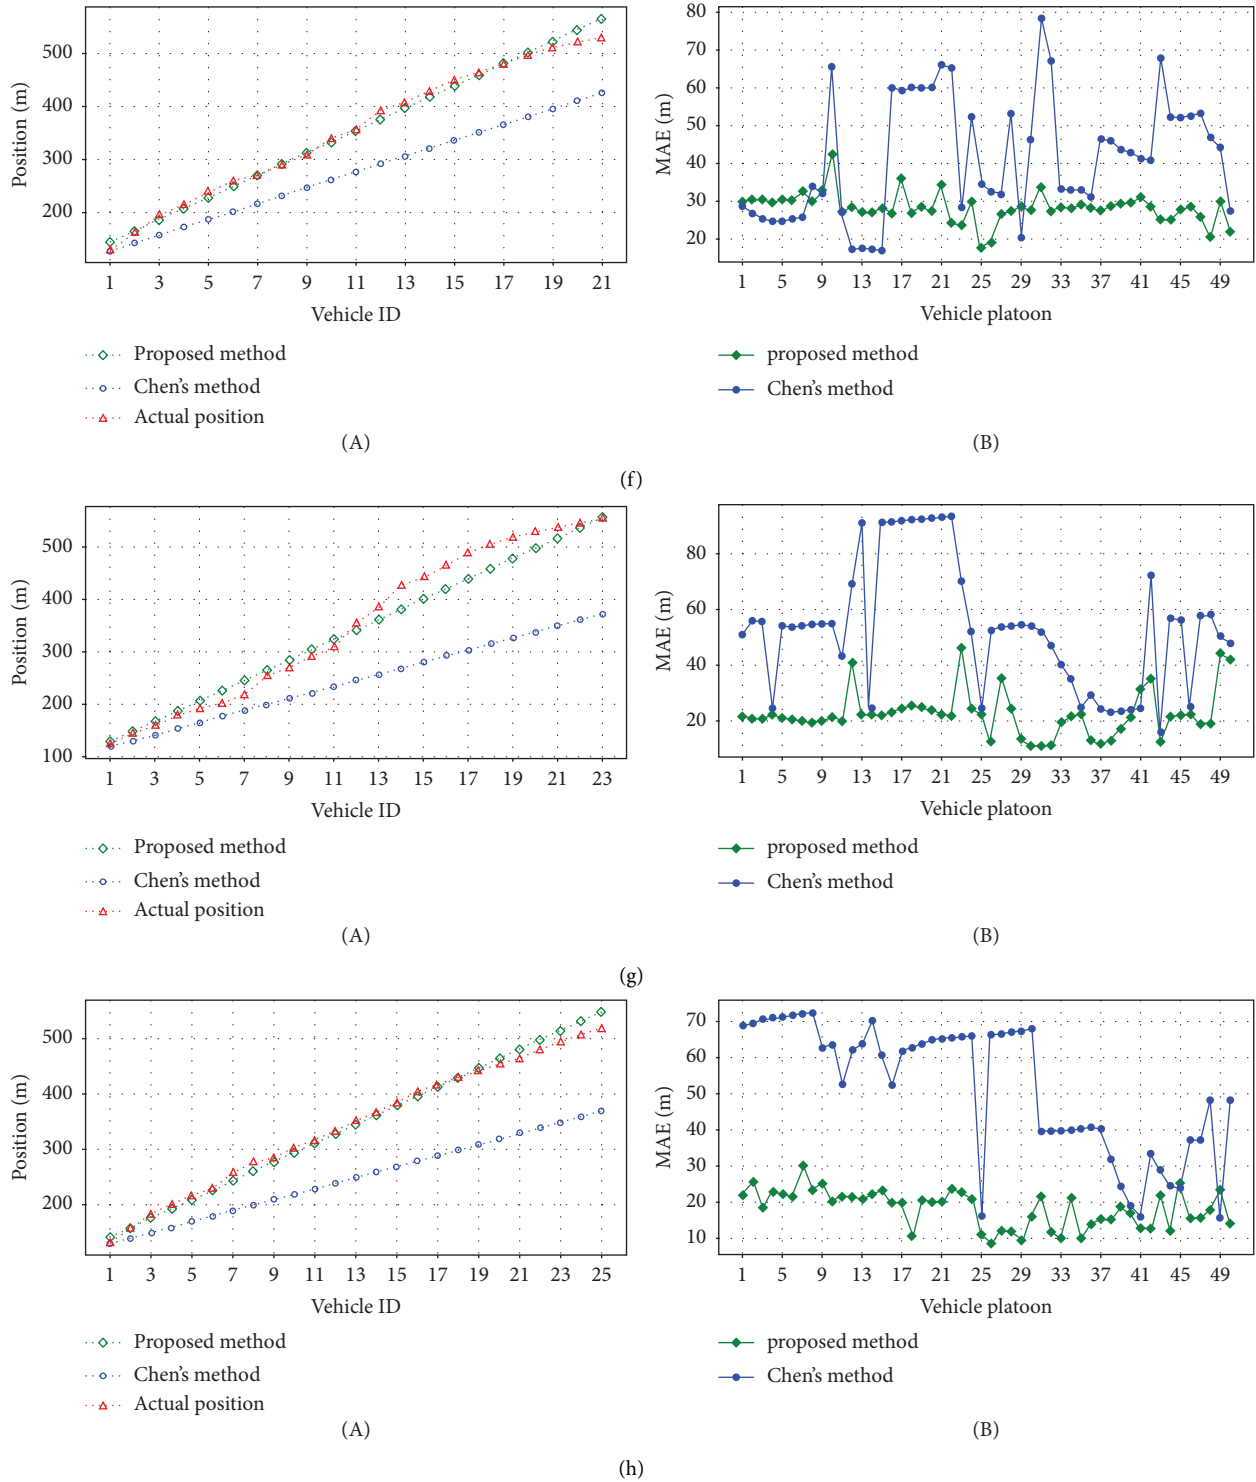 Position (m)
500
400
300
200
1 3 5 7 9 11 13 15 17 19 21
Vehicle ID
Proposed method
Chen's method
Actual position
(A)
MAE (m)
80
70
60
50
40
30
20
1 5 9 13 17 21 25 29 33 37 41 45 49
Vehicle platoon
proposed method
Chen's method
(B)
(f)
Position (m)
500
400
300
200
100
1 3 5 7 9 11 13 15 17 19 21 23
Vehicle ID
Proposed method
Chen's method
Actual position
(A)
MAE (m)
80
60
40
20
1 5 9 13 17 21 25 29 33 37 41 45 49
Vehicle platoon
proposed method
Chen's method
(B)
(g)
Position (m)
500
400
300
200
1 3 5 7 9 11 13 15 17 19 21 23 25
Vehicle ID
Proposed method
Chen's method
Actual position
(A)
MAE (m)
70
60
50
40
30
20
10
1 5 9 13 17 21 25 29 33 37 41 45 49
Vehicle platoon
proposed method
Chen's method
(B)
(h)